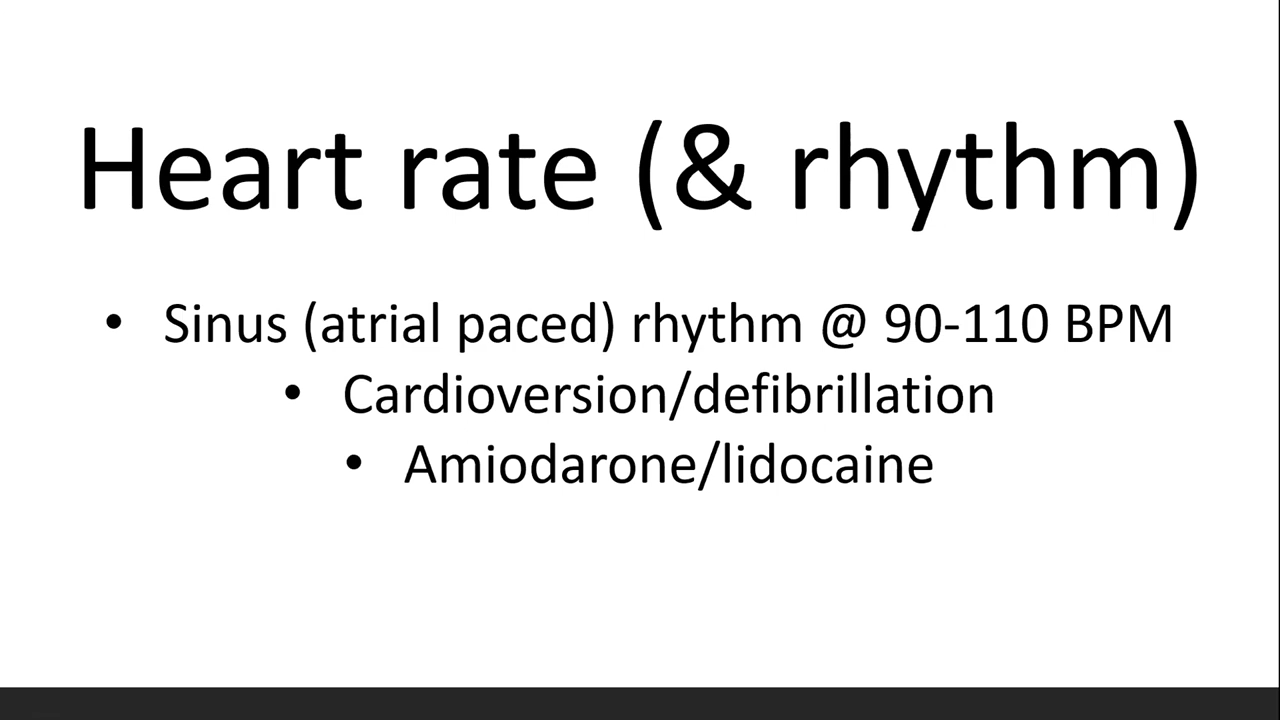 Heart rate (& rhythm)
• Sinus (atrial paced) rhythm @ 90-110 BPM
• Cardioversion/defibrillation
• Amiodarone/lidocaine